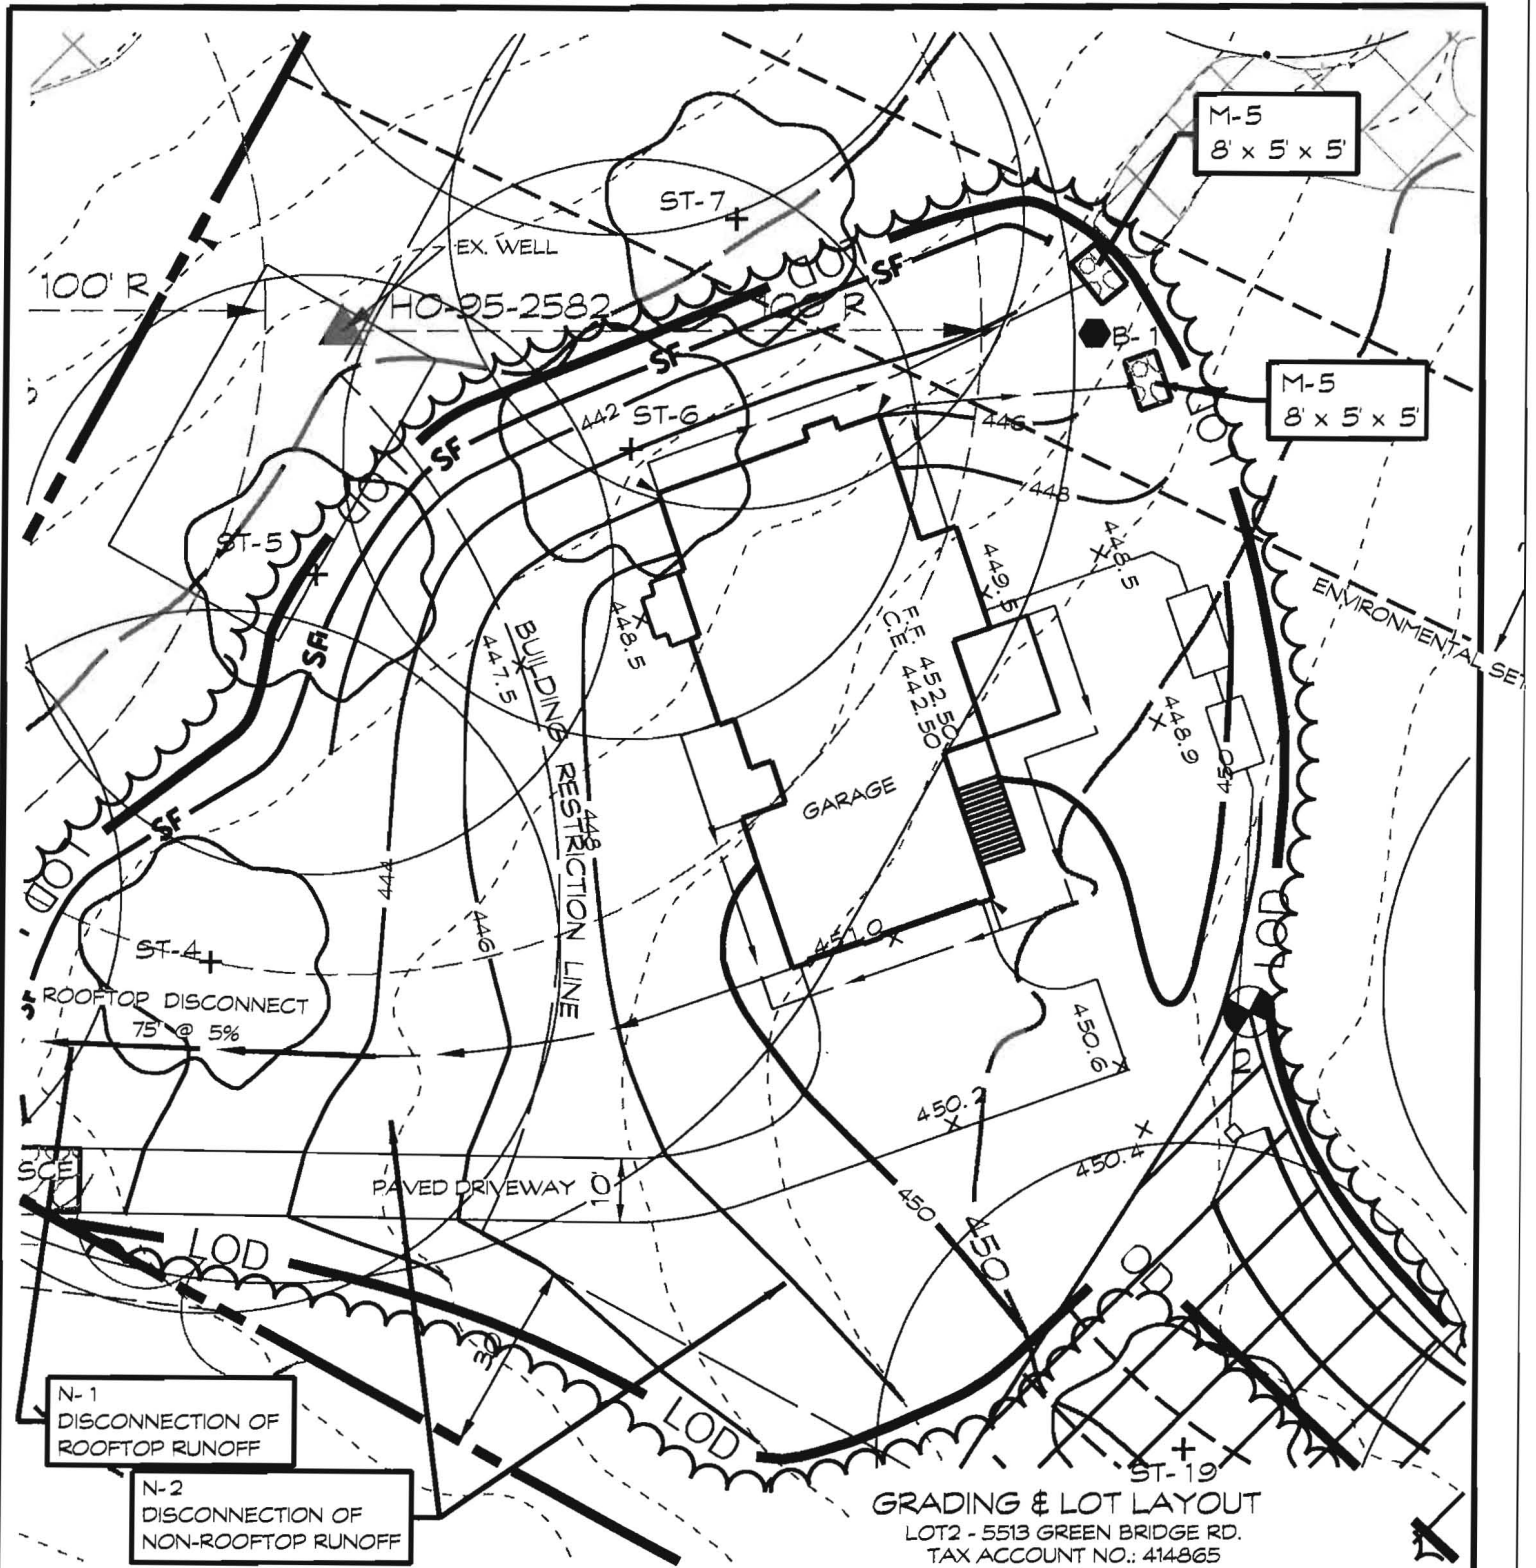 M-5
8' x 5' x 5'
ST-7
EX. WELL
100' R
HO-95-2582
100' R
SF
SF
B-1
M-5
8' x 5' x 5'
442
ST-6
446
SF
448
LOD
ST-5
448.5
449.5
448.5
ENVIRONMENTAL SET
SF
BUILDING RESTRICTION LINE
447.5
F.F. 452.50
C.E. 442.50
448.9
450
GARAGE
SF
448
LOD
444
446
LOD
451.0
ST-4
SF
ROOFTOP DISCONNECT
75' @ 5%
450.6
2
450.2
450.4
SCE
PAVED DRIVEWAY
10'
450
450
LOD
30'
LOD
N-1
DISCONNECTION OF
ROOFTOP RUNOFF
N-2
DISCONNECTION OF
NON-ROOFTOP RUNOFF
ST-19
GRADING & LOT LAYOUT
LOT2 - 5513 GREEN BRIDGE RD.
TAX ACCOUNT NO.: 414865